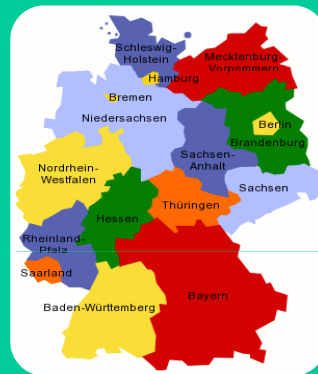 Schleswig-
Holstein
Mecklenburg-
Vorpommern
Hamburg
Bremen
Niedersachsen
Berlin
Brandenburg
Sachsen-
Anhalt
Nordrhein-
Westfalen
Sachsen
Thüringen
Hessen
Rheinland-
Pfalz
Saarland
Bayern
Baden-Württemberg